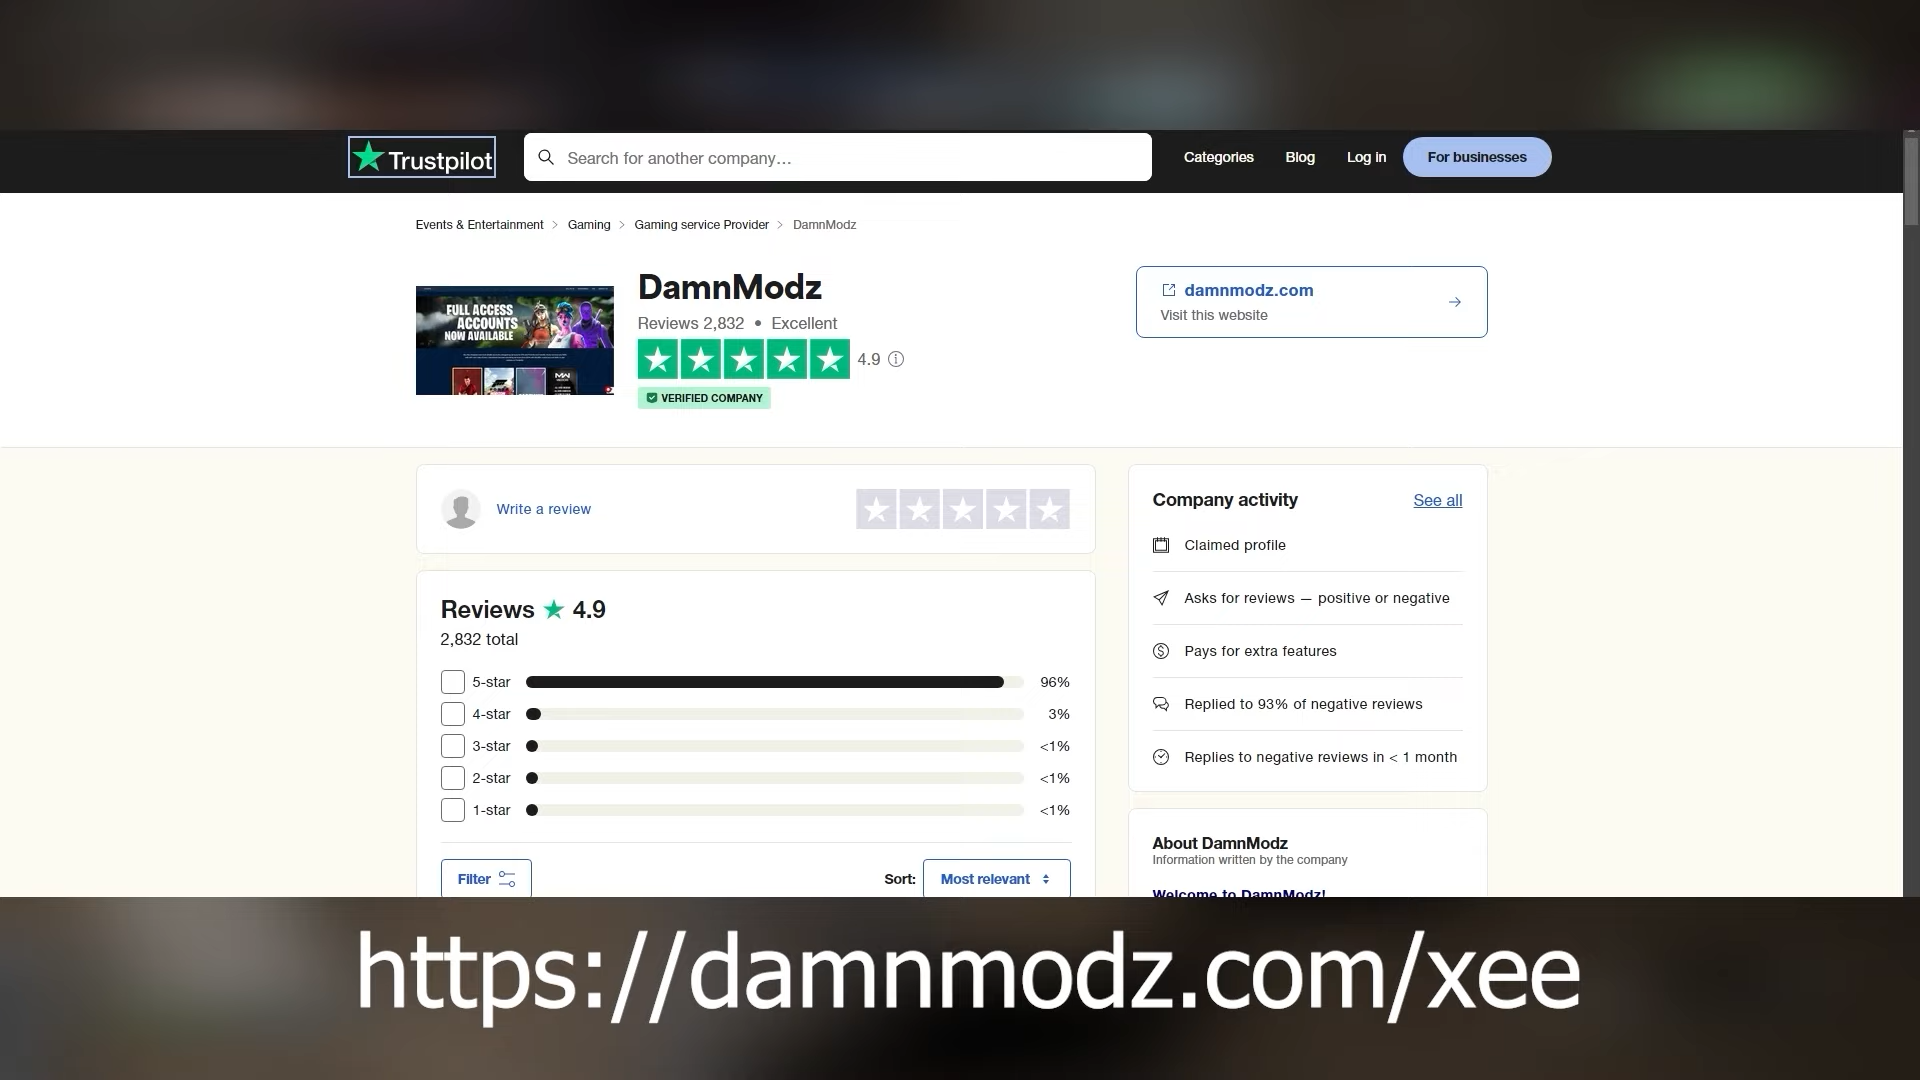 Trustpilot
Search for another company...
Categories
Blog
Log in
For businesses
Events & Entertainment > Gaming > Gaming service Provider > DamnModz
FULL ACCESS
ACCOUNTS
NOW AVAILABLE
DamnModz
Reviews 2,832 • Excellent
4.9
VERIFIED COMPANY
damnmodz.com
Visit this website
Write a review
Reviews 4.9
2,832 total
5-star 96%
4-star 3%
3-star <1%
2-star <1%
1-star <1%
Filter
Sort: Most relevant
Company activity
See all
Claimed profile
Asks for reviews — positive or negative
Pays for extra features
Replied to 93% of negative reviews
Replies to negative reviews in < 1 month
About DamnModz
Information written by the company
Welcome to DamnModz!
https://damnmodz.com/xee